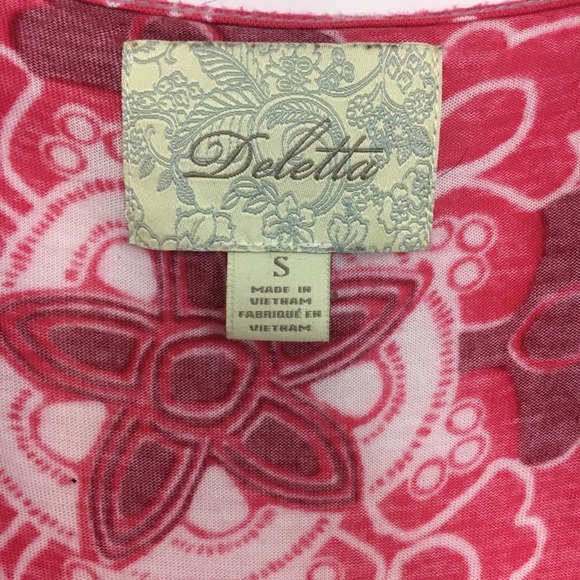 Deletta
S
MADE IN
VIETNAM
FABRIQUÉ EN
VIETNAM